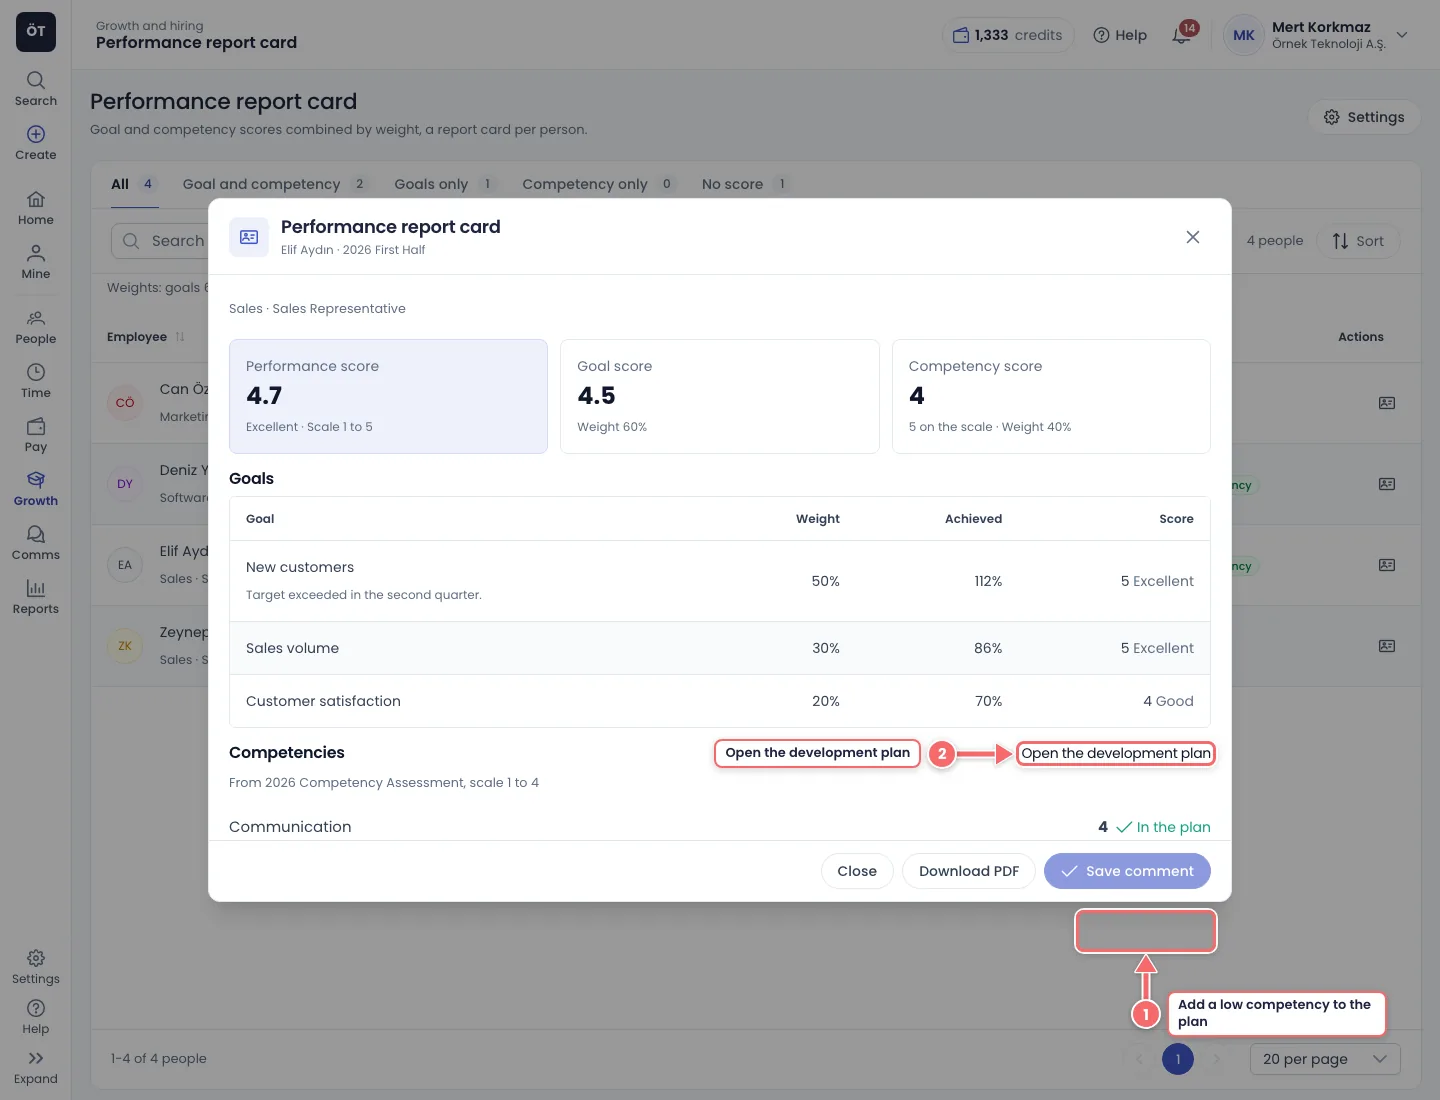 ÖT
Growth and hiring
Performance report card
1,333 credits
Help
14
MK
Mert Korkmaz
Örnek Teknoloji A.Ş.
Search
Create
Home
Mine
People
Time
Pay
Growth
Comms
Reports
Settings
Help
Expand
Performance report card
Goal and competency scores combined by weight, a report card per person.
Settings
All 4
Goal and competency 2
Goals only 1
Competency only 0
No score 1
Search
4 people
Sort
Weights: goals
Employee
Actions
CÖ
Can Öz
DY
Deniz Y
EA
Elif Ayd
Sales · S
ZK
Zeynep
Sales · S
Performance report card
Elif Aydın · 2026 First Half
Sales · Sales Representative
Performance score
4.7
Excellent · Scale 1 to 5
Goal score
4.5
Weight 60%
Competency score
4
5 on the scale · Weight 40%
Goals
Goal Weight Achieved Score
New customers 50% 112% 5 Excellent
Target exceeded in the second quarter.
Sales volume 30% 86% 5 Excellent
Customer satisfaction 20% 70% 4 Good
Competencies
Open the development plan
2
Open the development plan
From 2026 Competency Assessment, scale 1 to 4
Communication 4 In the plan
Close
Download PDF
Save comment
1
Add a low competency to the
plan
1-4 of 4 people
1
20 per page